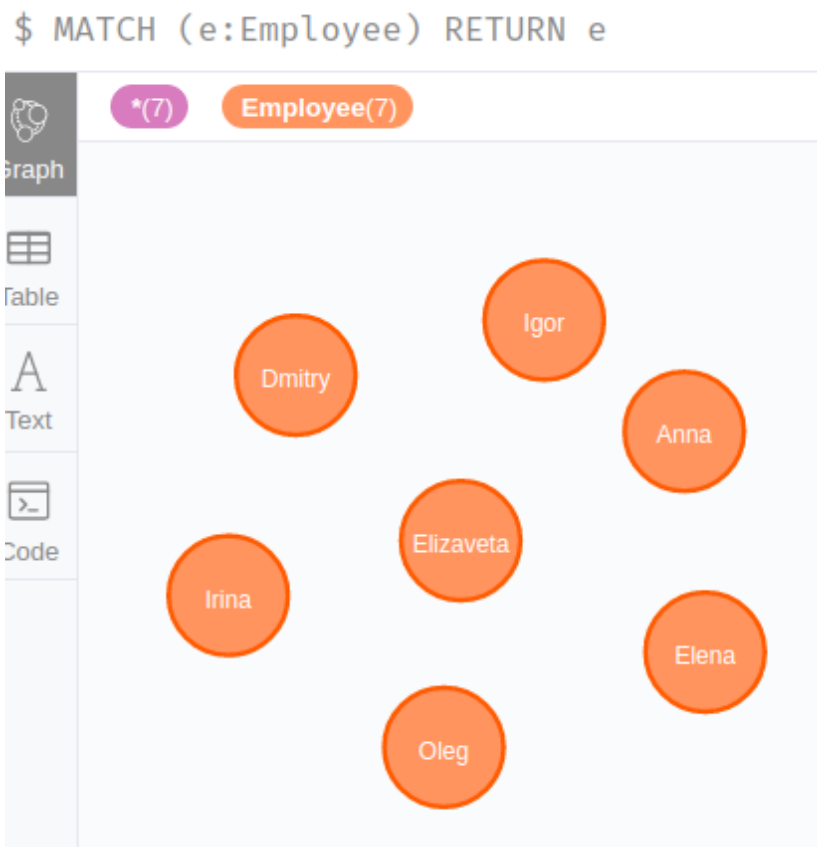 $ MATCH (e:Employee) RETURN e
*(7) Employee(7)
Graph
Table
A
Text
>_
Code
Igor
Dmitry
Anna
Elizaveta
Irina
Elena
Oleg